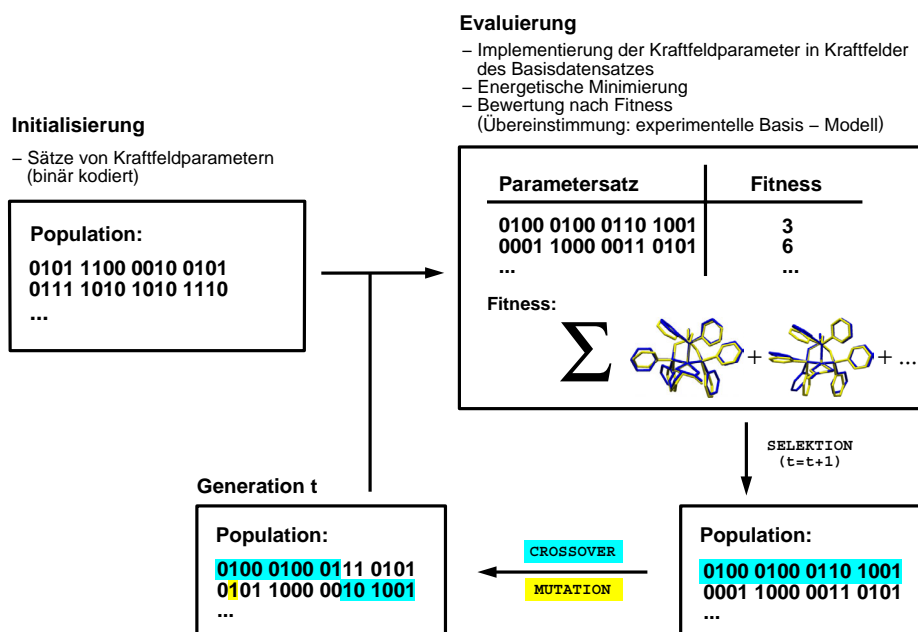 Evaluierung
– Implementierung der Kraftfeldparameter in Kraftfelder
des Basisdatensatzes
– Energetische Minimierung
– Bewertung nach Fitness
(Übereinstimmung: experimentelle Basis – Modell)
Initialisierung
– Sätze von Kraftfeldparametern
(binär kodiert)
Population:
0101 1100 0010 0101
0111 1010 1010 1110
...
Parametersatz Fitness
0100 0100 0110 1001 3
0001 1000 0011 0101 6
... ...
Fitness:
∑ + + ...
SELEKTION
(t=t+1)
Generation t
Population:
0100 0100 0111 0101
0101 1000 0010 1001
...
CROSSOVER
MUTATION
Population:
0100 0100 0110 1001
0001 1000 0011 0101
...